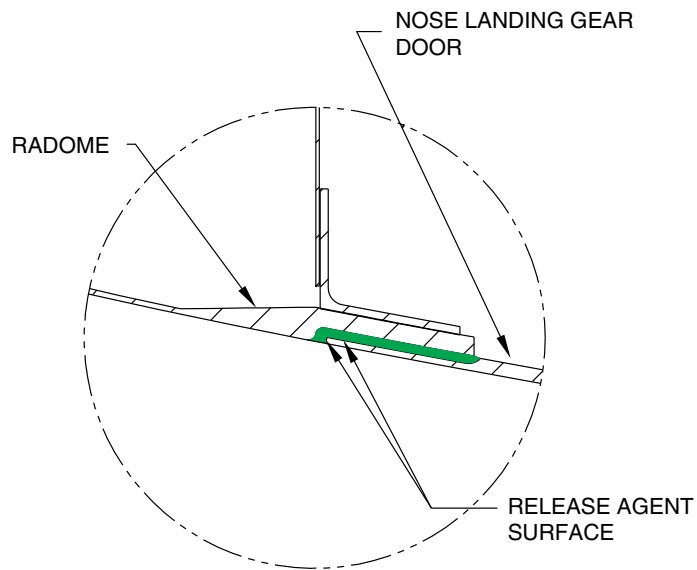 NOSE LANDING GEAR
DOOR
RADOME
RELEASE AGENT
SURFACE